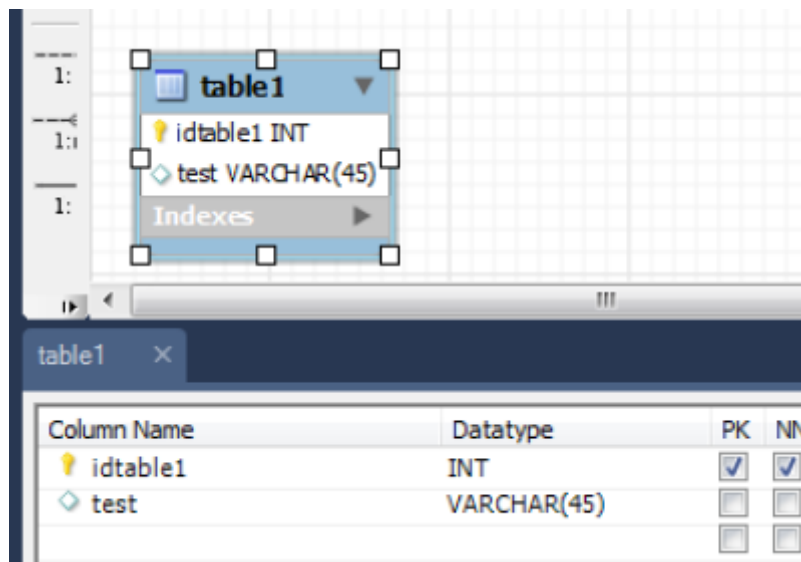 1:
table1
idtable1 INT
1:
test VARCHAR(45)
1:
Indexes
table1
Column Name Datatype PK NN
idtable1 INT
test VARCHAR(45)